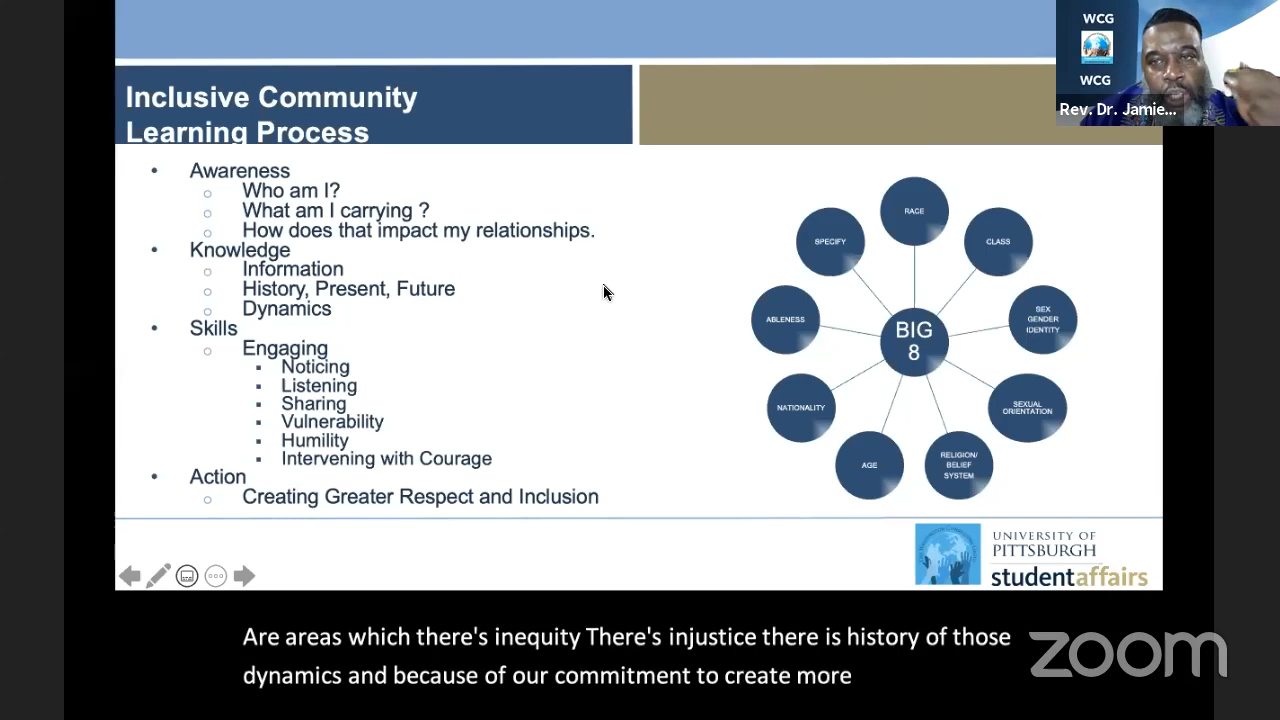 WCG
WCG
Rev. Dr. Jamie...
Inclusive Community
Learning Process
• Awareness
○ Who am I?
○ What am I carrying ?
○ How does that impact my relationships.
• Knowledge
○ Information
○ History, Present, Future
○ Dynamics
• Skills
○ Engaging
▪ Noticing
▪ Listening
▪ Sharing
▪ Vulnerability
▪ Humility
▪ Intervening with Courage
• Action
○ Creating Greater Respect and Inclusion
BIG
8
RACE
CLASS
SEX
GENDER
IDENTITY
SEXUAL
ORIENTATION
RELIGION/
BELIEF
SYSTEM
AGE
NATIONALITY
ABLENESS
SPECIFY
UNIVERSITY OF
PITTSBURGH
studentaffairs
Are areas which there's inequity There's injustice there is history of those
dynamics and because of our commitment to create more
zoom